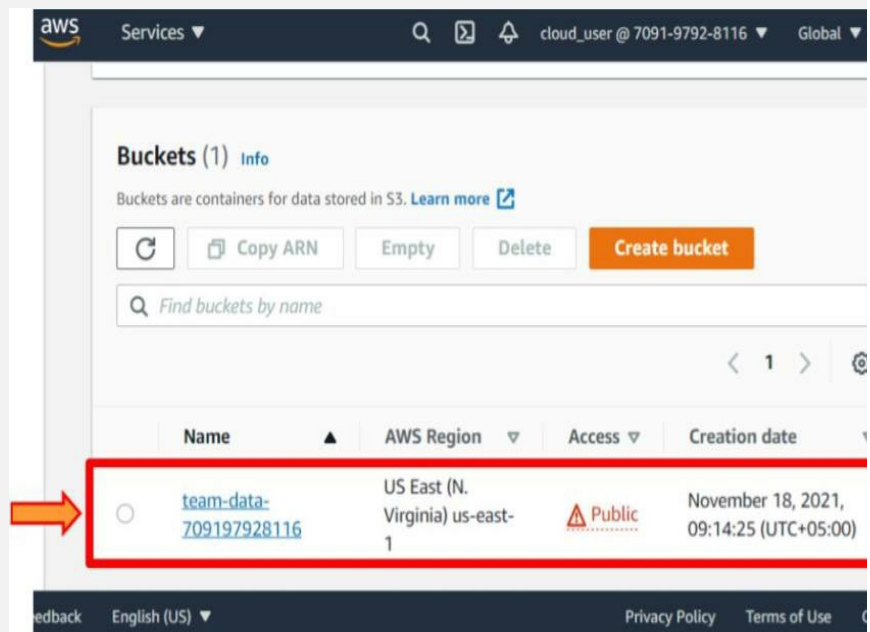 aws Services ▼ cloud_user @ 7091-9792-8116 ▼ Global ▼
Buckets (1) Info
Buckets are containers for data stored in S3. Learn more
Copy ARN Empty Delete Create bucket
Find buckets by name
< 1 >
Name ▲ AWS Region ▽ Access ▽ Creation date
team-data-
709197928116
US East (N.
Virginia) us-east-
1
Public
November 18, 2021,
09:14:25 (UTC+05:00)
edback English (US) ▼ Privacy Policy Terms of Use